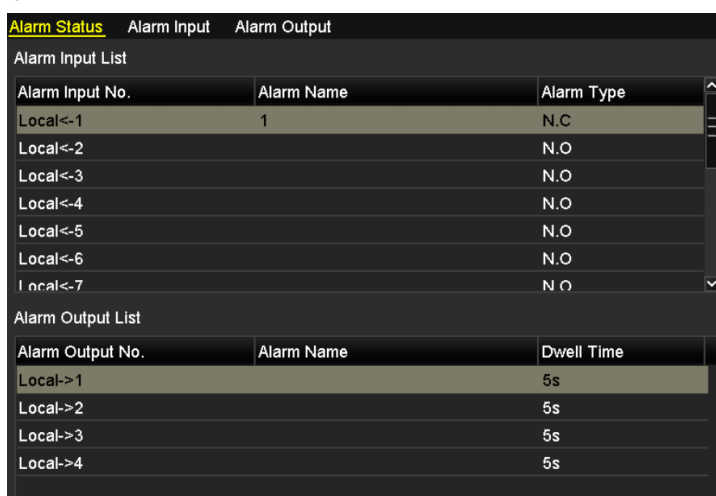 Alarm Status Alarm Input Alarm Output
Alarm Input List
Alarm Input No. Alarm Name Alarm Type
Local<-1 1 N.C
Local<-2 N.O
Local<-3 N.O
Local<-4 N.O
Local<-5 N.O
Local<-6 N.O
Local<-7 N.O
Alarm Output List
Alarm Output No. Alarm Name Dwell Time
Local->1 5s
Local->2 5s
Local->3 5s
Local->4 5s